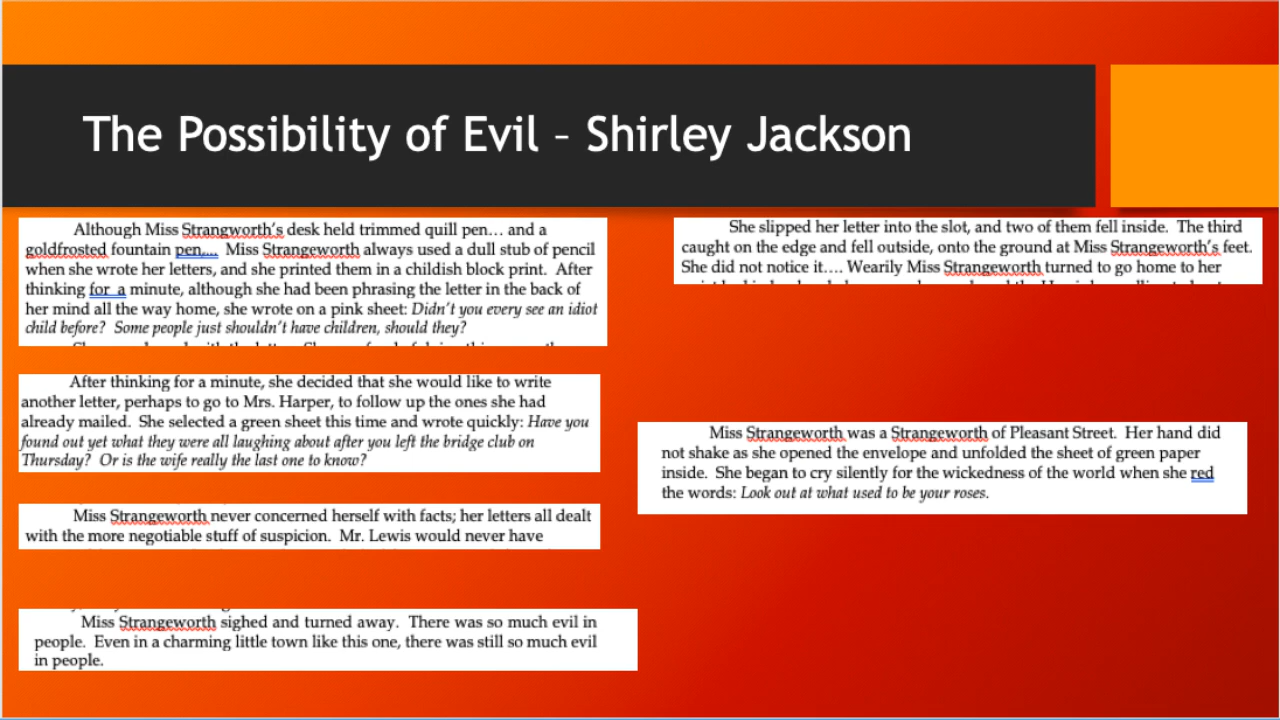 The Possibility of Evil – Shirley Jackson
Although Miss Strangworth's desk held trimmed quill pen… and a
goldfrosted fountain pen,... Miss Strangeworth always used a dull stub of pencil
when she wrote her letters, and she printed them in a childish block print. After
thinking for a minute, although she had been phrasing the letter in the back of
her mind all the way home, she wrote on a pink sheet: Didn't you every see an idiot
child before? Some people just shouldn't have children, should they?
After thinking for a minute, she decided that she would like to write
another letter, perhaps to go to Mrs. Harper, to follow up the ones she had
already mailed. She selected a green sheet this time and wrote quickly: Have you
found out yet what they were all laughing about after you left the bridge club on
Thursday? Or is the wife really the last one to know?
Miss Strangeworth never concerned herself with facts; her letters all dealt
with the more negotiable stuff of suspicion. Mr. Lewis would never have
Miss Strangeworth sighed and turned away. There was so much evil in
people. Even in a charming little town like this one, there was still so much evil
in people.
She slipped her letter into the slot, and two of them fell inside. The third
caught on the edge and fell outside, onto the ground at Miss Strangeworth's feet.
She did not notice it…. Wearily Miss Strangeworth turned to go home to her
Miss Strangeworth was a Strangeworth of Pleasant Street. Her hand did
not shake as she opened the envelope and unfolded the sheet of green paper
inside. She began to cry silently for the wickedness of the world when she red
the words: Look out at what used to be your roses.